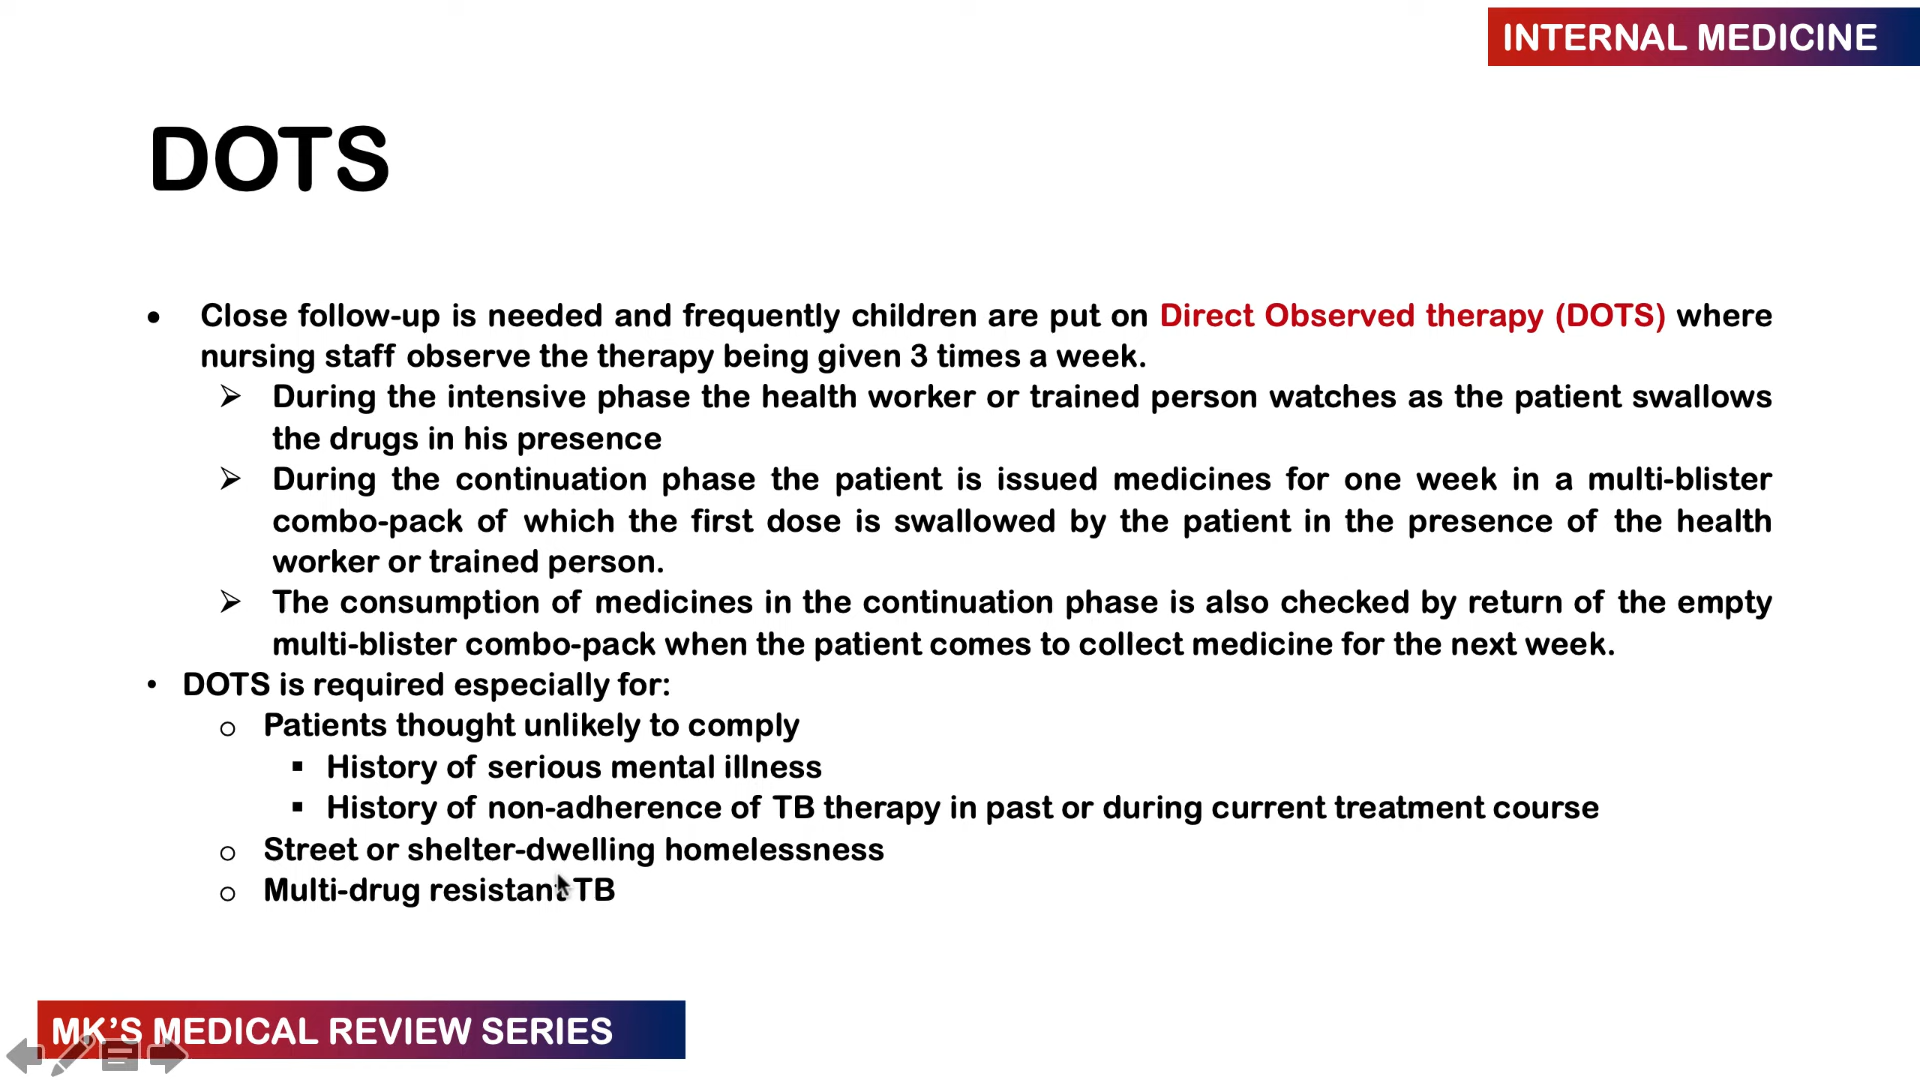 INTERNAL MEDICINE
DOTS
• Close follow-up is needed and frequently children are put on Direct Observed therapy (DOTS) where
nursing staff observe the therapy being given 3 times a week.
➢ During the intensive phase the health worker or trained person watches as the patient swallows
the drugs in his presence
➢ During the continuation phase the patient is issued medicines for one week in a multi-blister
combo-pack of which the first dose is swallowed by the patient in the presence of the health
worker or trained person.
➢ The consumption of medicines in the continuation phase is also checked by return of the empty
multi-blister combo-pack when the patient comes to collect medicine for the next week.
• DOTS is required especially for:
o Patients thought unlikely to comply
▪ History of serious mental illness
▪ History of non-adherence of TB therapy in past or during current treatment course
o Street or shelter-dwelling homelessness
o Multi-drug resistant TB
MK'S MEDICAL REVIEW SERIES